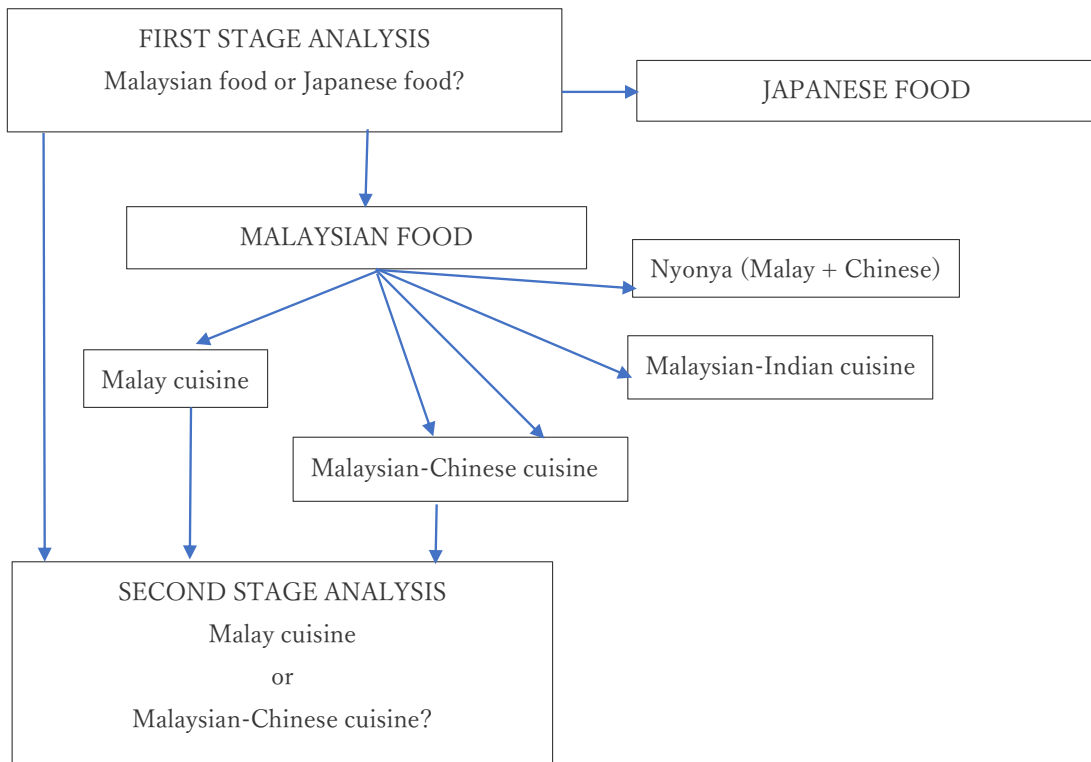 FIRST STAGE ANALYSIS
Malaysian food or Japanese food?
JAPANESE FOOD
MALAYSIAN FOOD
Nyonya (Malay + Chinese)
Malaysian-Indian cuisine
Malay cuisine
Malaysian-Chinese cuisine
SECOND STAGE ANALYSIS
Malay cuisine
or
Malaysian-Chinese cuisine?